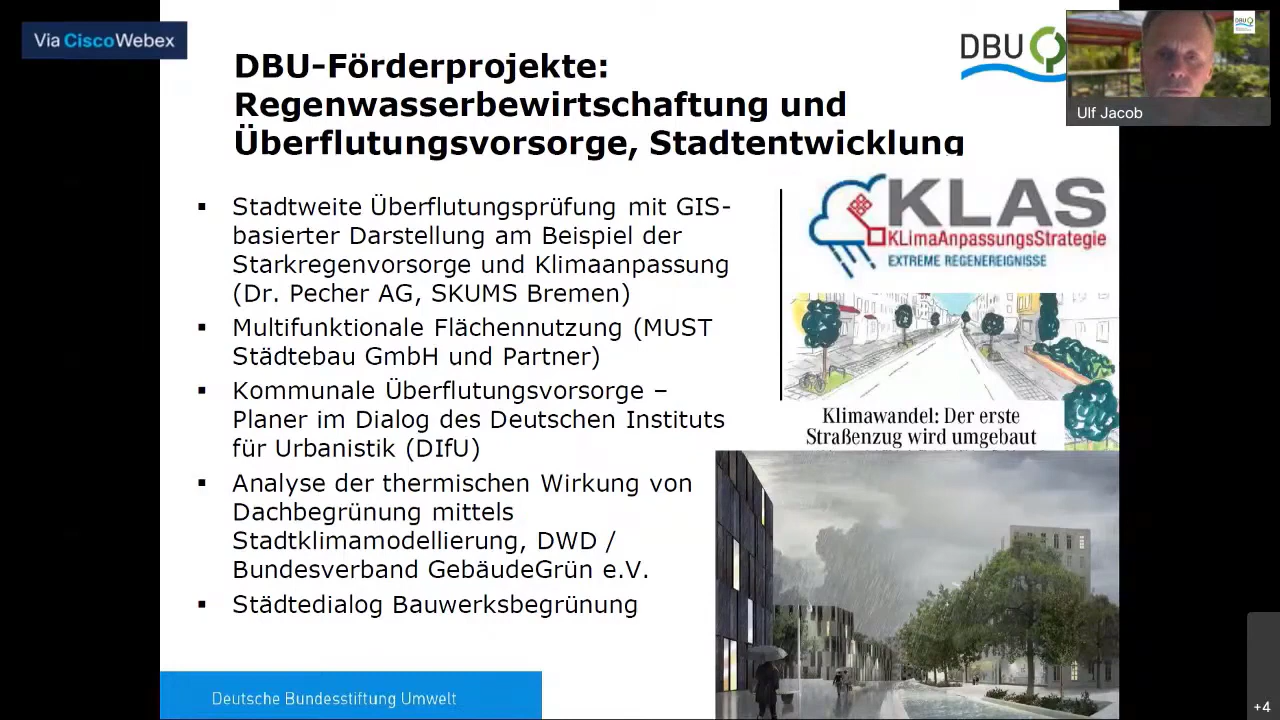 Via CiscoWebex
DBU-Förderprojekte:
Regenwasserbewirtschaftung und
Überflutungsvorsorge, Stadtentwicklung
DBU
Ulf Jacob
▪ Stadtweite Überflutungsprüfung mit GIS-
basierter Darstellung am Beispiel der
Starkregenvorsorge und Klimaanpassung
(Dr. Pecher AG, SKUMS Bremen)
▪ Multifunktionale Flächennutzung (MUST
Städtebau GmbH und Partner)
▪ Kommunale Überflutungsvorsorge –
Planer im Dialog des Deutschen Instituts
für Urbanistik (DIfU)
▪ Analyse der thermischen Wirkung von
Dachbegrünung mittels
Stadtklimamodellierung, DWD /
Bundesverband GebäudeGrün e.V.
▪ Städtedialog Bauwerksbegrünung
KLAS
KLimaAnpassungsStrategie
EXTREME REGENEREIGNISSE
Klimawandel: Der erste
Straßenzug wird umgebaut
Deutsche Bundesstiftung Umwelt
+4